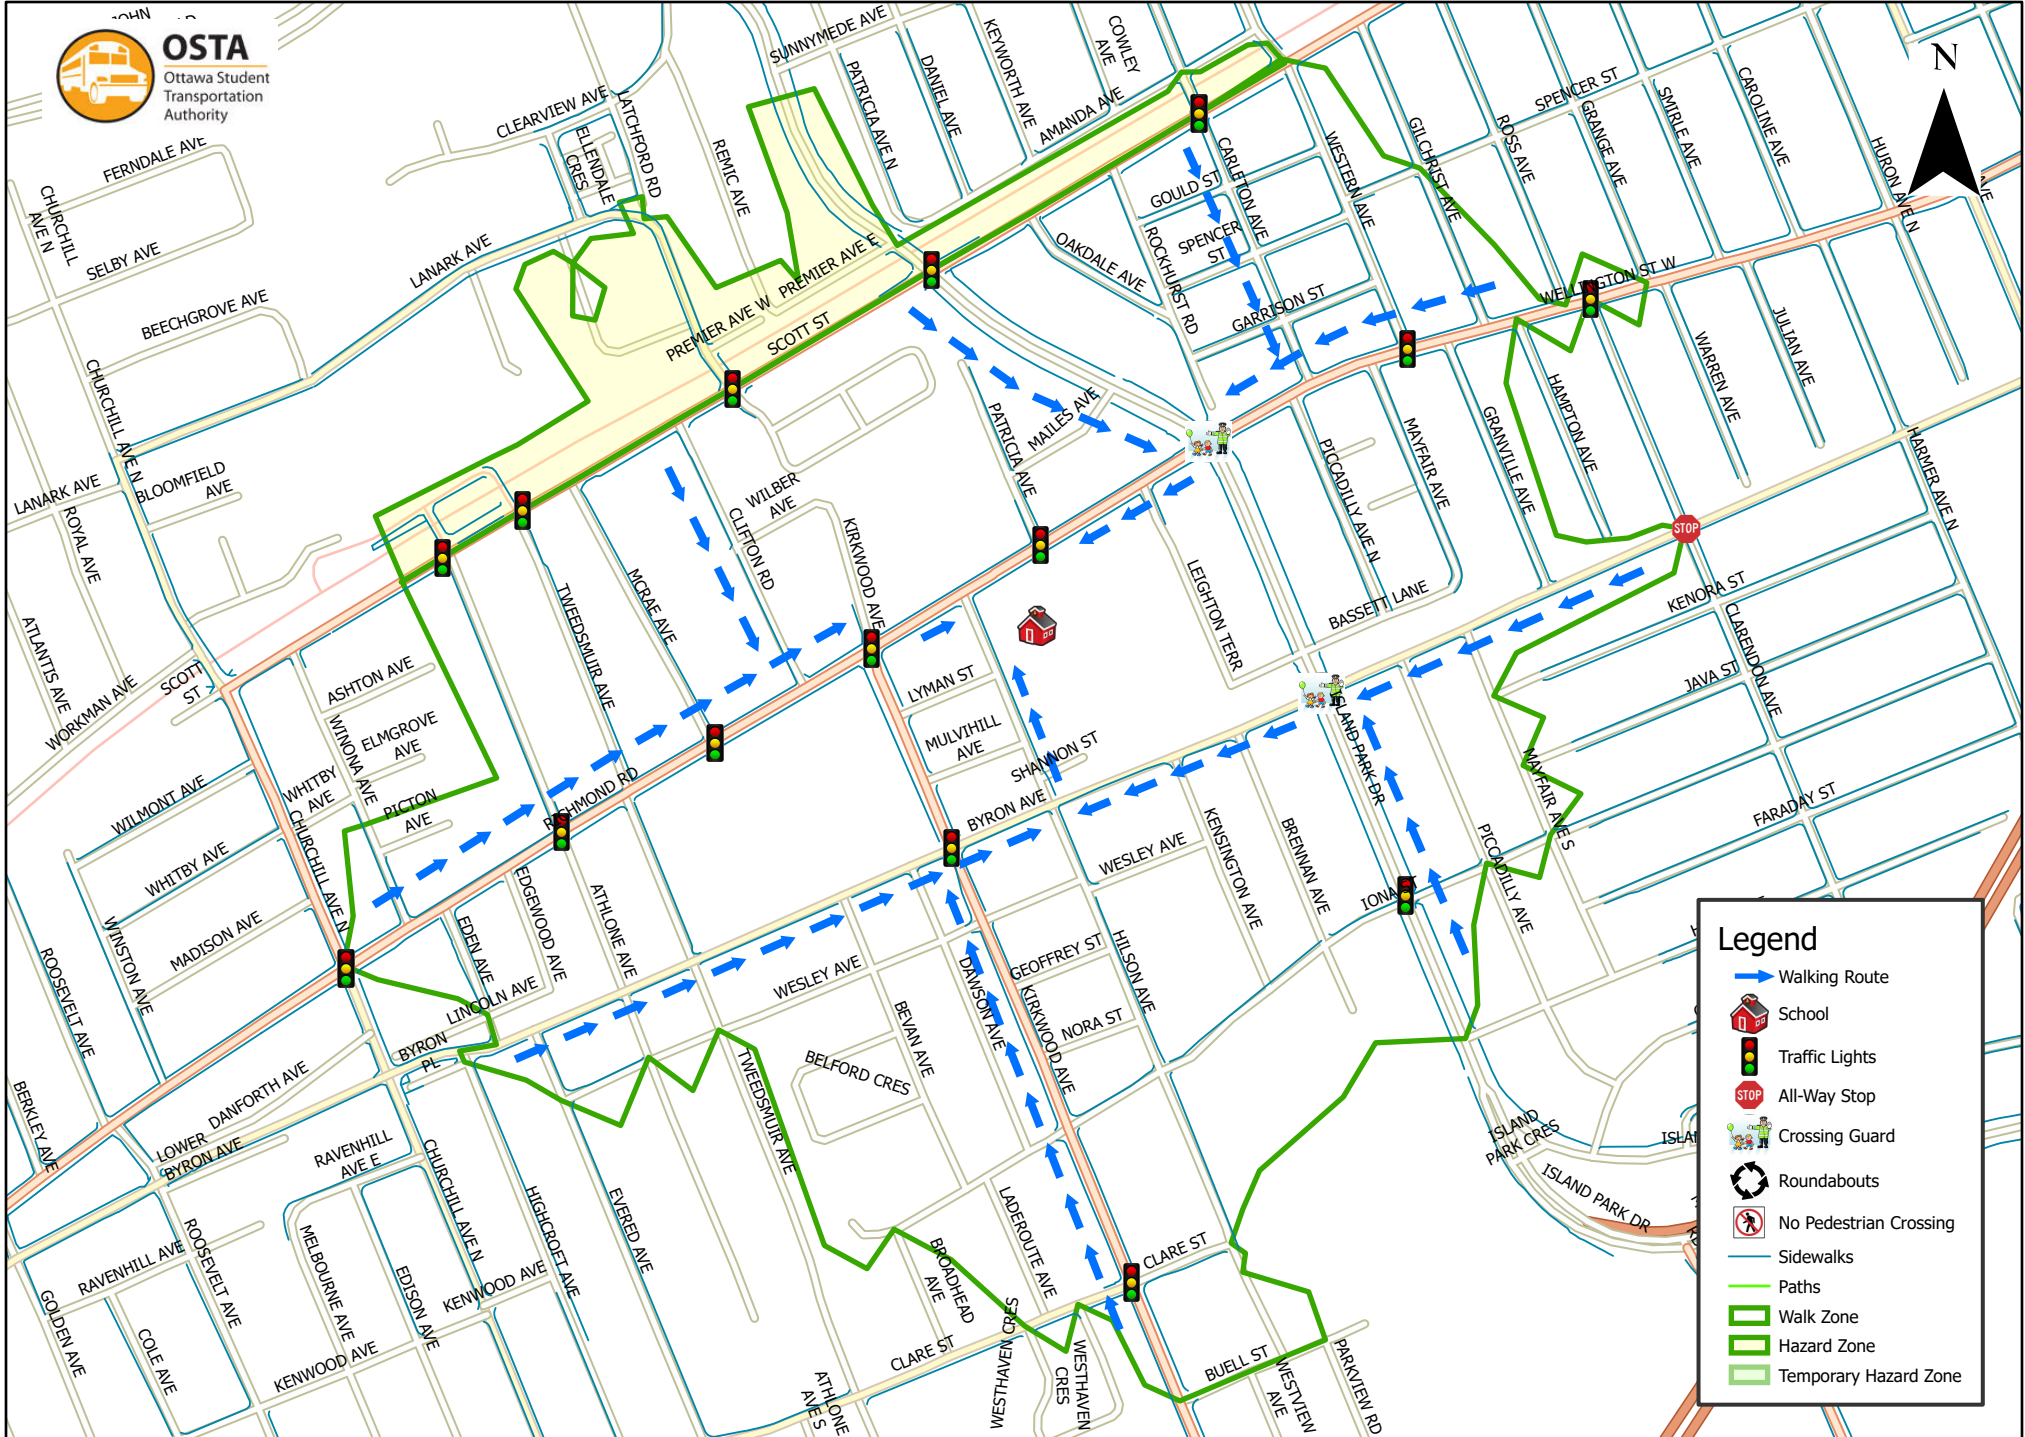 JOHN
OSTA
Ottawa Student
Transportation
Authority
N
SUNNYMEDE AVE
PATRICIA AVE N
DANIEL AVE
KEYWORTH AVE
COWLEY
AVE
AMANDA AVE
CLEARVIEW AVE
LATCHFORD RD
ELLENDALE
CRES
REMIC AVE
FERNDALE AVE
CHURCHILL
AVE N
SELBY AVE
BEECHGROVE AVE
LANARK AVE
PREMIER AVE E
PREMIER AVE W
SCOTT ST
OAKDALE AVE
GOULD ST
CARLETON AVE
SPENCER
ST
ROCKHURST RD
GARRISON ST
WESTERN AVE
GILCHRIST AVE
ROSS AVE
SPENCER ST
GRANGE AVE
SMIRLE AVE
CAROLINE AVE
HURON AVE N
AVE
WELLINGTON ST W
WARREN AVE
JULIAN AVE
HAMPTON AVE
GRANVILLE AVE
MAYFAIR AVE
PICCADILLY AVE N
HARMER AVE N
CHURCHILL AVE N
LANARK AVE
BLOOMFIELD
AVE
ROYAL AVE
ATLANTIS AVE
WORKMAN AVE
SCOTT
ST
PATRICIA AVE
MAILES AVE
WILBER
AVE
CLIFTON RD
KIRKWOOD AVE
MCRAE AVE
TWEEDSMUIR AVE
LEIGHTON TERR
BASSETT LANE
STOP
KENORA ST
CLARENDON AVE
JAVA ST
FARADAY ST
MAYFAIR AVE S
ISLAND PARK DR
PICCADILLY AVE
ASHTON AVE
ELMGROVE
AVE
WINONA AVE
WHITBY
AVE
PICTON
AVE
WILMONT AVE
WHITBY AVE
MADISON AVE
WINSTON AVE
CHURCHILL AVE N
RICHMOND RD
LYMAN ST
MULVIHILL
AVE
SHANNON ST
BYRON AVE
WESLEY AVE
KENSINGTON AVE
BRENNAN AVE
IONA ST
EDGEWOOD AVE
EDEN AVE
ATHLONE AVE
LINCOLN AVE
BYRON
PL
WESLEY AVE
BEVAN AVE
BELFORD CRES
DAWSON AVE
GEOFFREY ST
NORA ST
KIRKWOOD AVE
HILSON AVE
ROOSEVELT AVE
BERKLEY AVE
LOWER DANFORTH AVE
BYRON AVE
RAVENHILL
AVE E
CHURCHILL AVE N
HIGHCROFT AVE
EVERED AVE
TWEEDSMUIR AVE
RAVENHILL AVE
ROOSEVELT AVE
MELBOURNE AVE
EDISON AVE
KENWOOD AVE
KENWOOD AVE
GOLDEN AVE
COLE AVE
ATHLONE
AVE S
CLARE ST
BROADHEAD
AVE
LADEROUTE AVE
WESTHAVEN CRES
WESTHAVEN
CRES
CLARE ST
BUELL ST
WESTVIEW
AVE
PARKVIEW RD
ISLAND
PARK CRES
ISLAND PARK DR
ISLA
Legend
Walking Route
School
Traffic Lights
STOP
All-Way Stop
Crossing Guard
Roundabouts
No Pedestrian Crossing
Sidewalks
Paths
Walk Zone
Hazard Zone
Temporary Hazard Zone